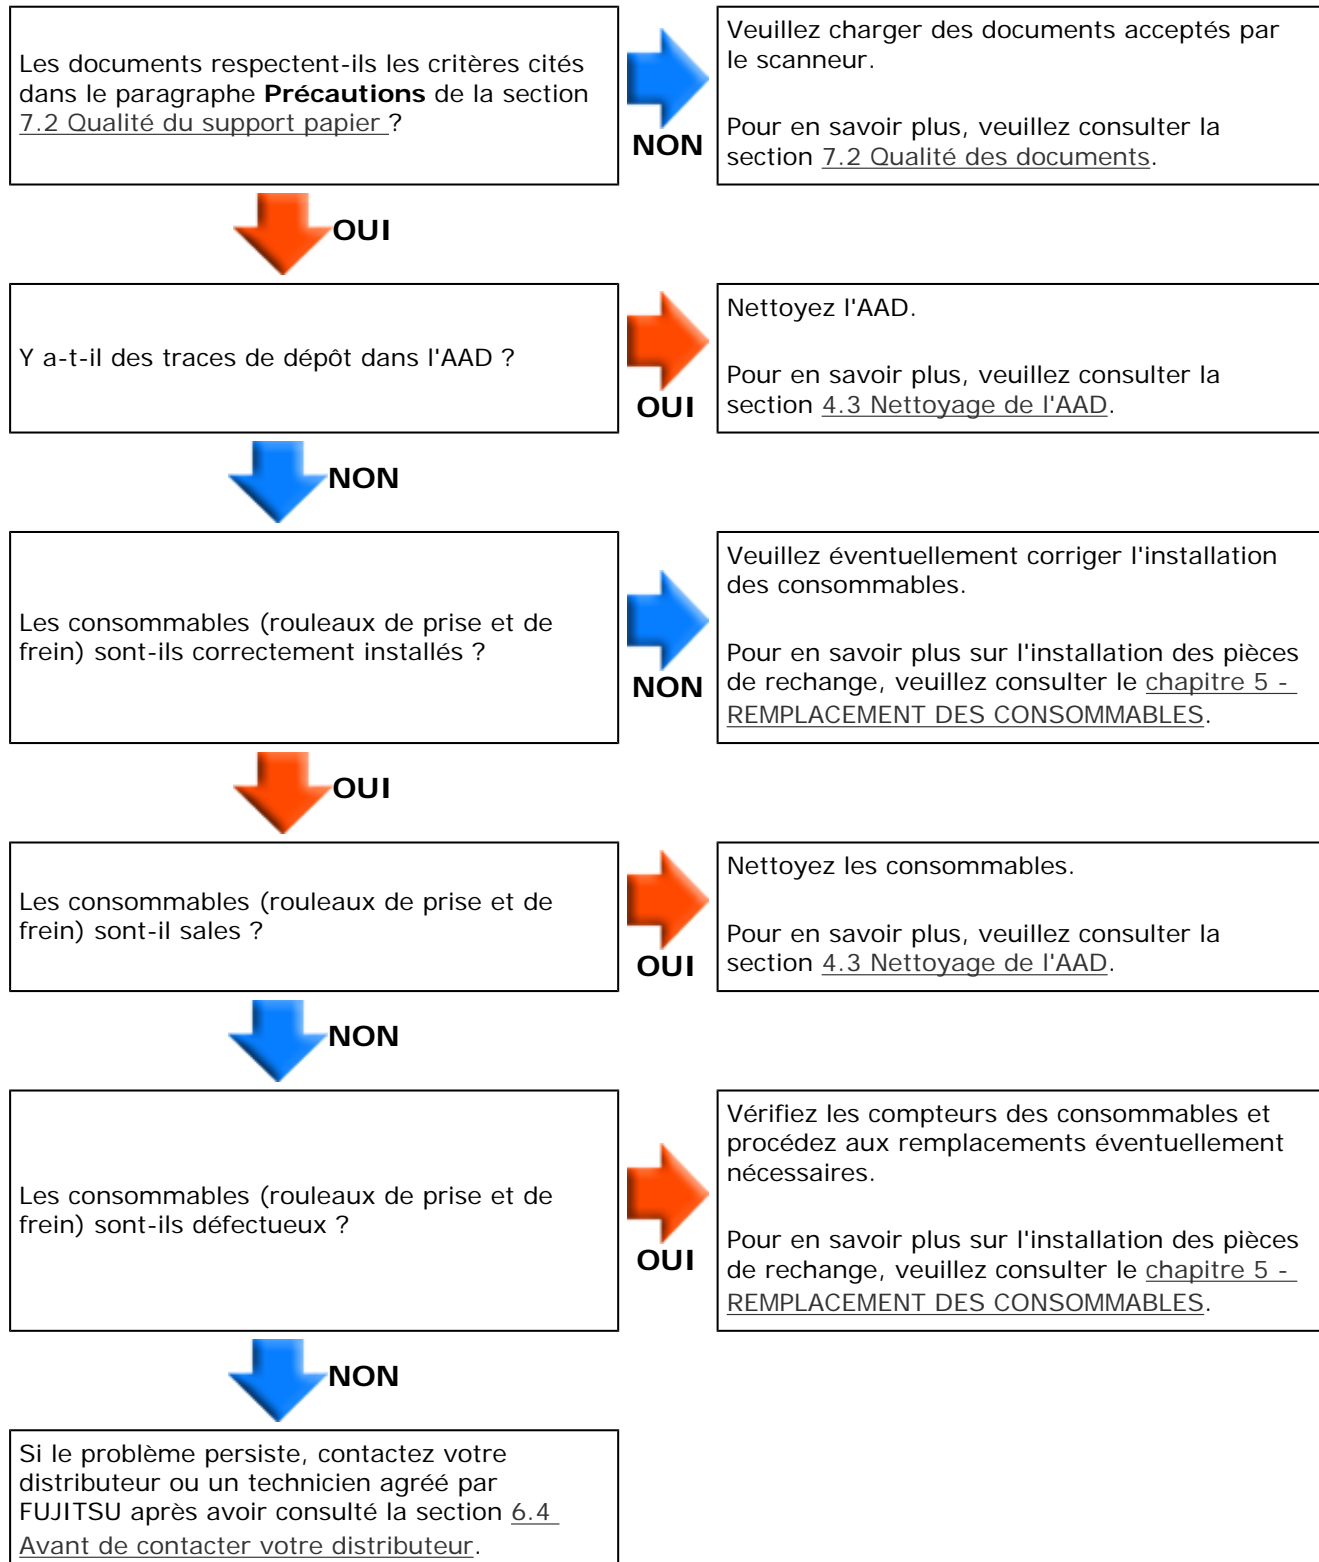 Les documents respectent-ils les critères cités
dans le paragraphe Précautions de la section
7.2 Qualité du support papier ?
NON
Veuillez charger des documents acceptés par
le scanneur.
Pour en savoir plus, veuillez consulter la
section 7.2 Qualité des documents.
OUI
Y a-t-il des traces de dépôt dans l'AAD ?
OUI
Nettoyez l'AAD.
Pour en savoir plus, veuillez consulter la
section 4.3 Nettoyage de l'AAD.
NON
Les consommables (rouleaux de prise et de
frein) sont-ils correctement installés ?
NON
Veuillez éventuellement corriger l'installation
des consommables.
Pour en savoir plus sur l'installation des pièces
de rechange, veuillez consulter le chapitre 5 -
REMPLACEMENT DES CONSOMMABLES.
OUI
Les consommables (rouleaux de prise et de
frein) sont-il sales ?
OUI
Nettoyez les consommables.
Pour en savoir plus, veuillez consulter la
section 4.3 Nettoyage de l'AAD.
NON
Les consommables (rouleaux de prise et de
frein) sont-ils défectueux ?
OUI
Vérifiez les compteurs des consommables et
procédez aux remplacements éventuellement
nécessaires.
Pour en savoir plus sur l'installation des pièces
de rechange, veuillez consulter le chapitre 5 -
REMPLACEMENT DES CONSOMMABLES.
NON
Si le problème persiste, contactez votre
distributeur ou un technicien agréé par
FUJITSU après avoir consulté la section 6.4
Avant de contacter votre distributeur.